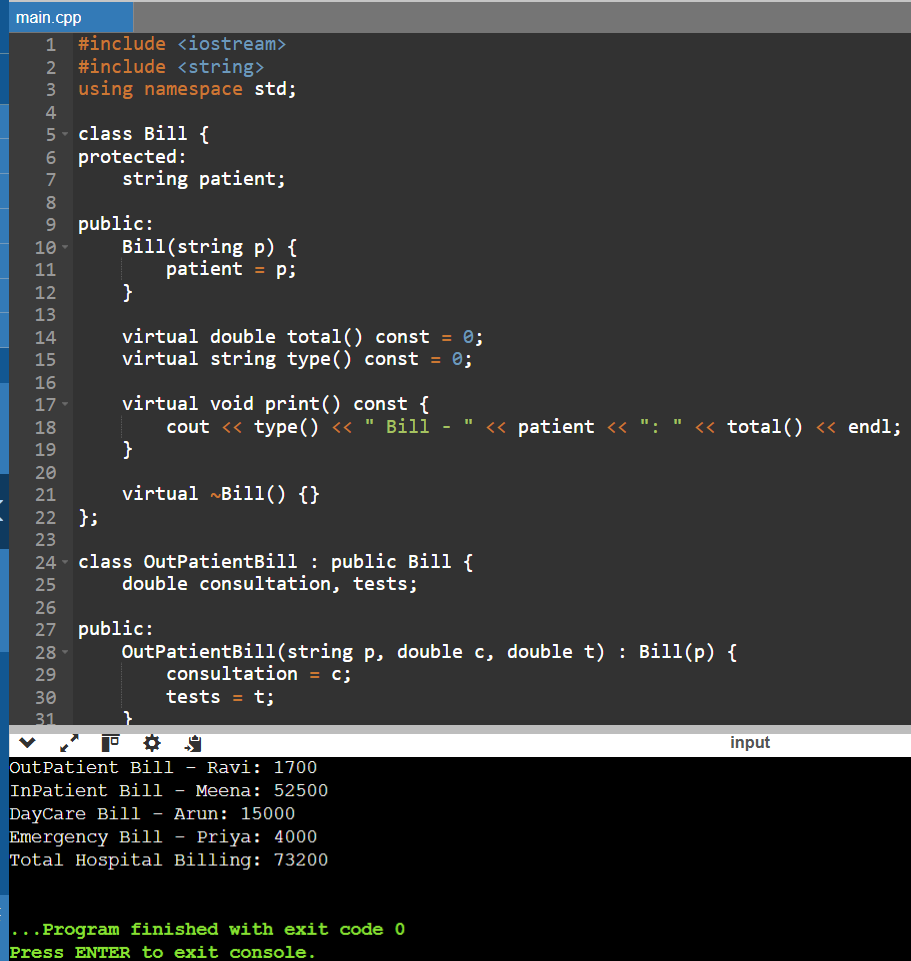 main.cpp
1 #include <iostream>
2 #include <string>
3 using namespace std;
4
5 class Bill {
6 protected:
7     string patient;
8
9 public:
10     Bill(string p) {
11         patient = p;
12     }
13
14     virtual double total() const = 0;
15     virtual string type() const = 0;
16
17     virtual void print() const {
18         cout << type() << " Bill - " << patient << ": " << total() << endl;
19     }
20
21     virtual ~Bill() {}
22 };
23
24 class OutPatientBill : public Bill {
25     double consultation, tests;
26
27 public:
28     OutPatientBill(string p, double c, double t) : Bill(p) {
29         consultation = c;
30         tests = t;
31     }
input
OutPatient Bill - Ravi: 1700
InPatient Bill - Meena: 52500
DayCare Bill - Arun: 15000
Emergency Bill - Priya: 4000
Total Hospital Billing: 73200
...Program finished with exit code 0
Press ENTER to exit console.